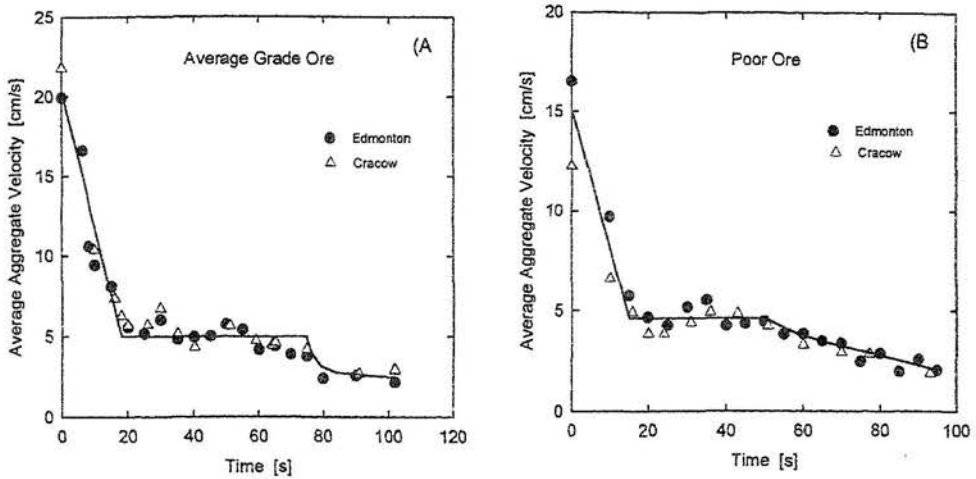 25
20
15
10
5
0
Average Aggregate Velocity [cm/s]
Average Grade Ore
(A
Edmonton
Cracow
0 20 40 60 80 100 120
Time [s]
20
15
10
5
0
Average Aggregate Velocity [cm/s]
Poor Ore
(B
Edmonton
Cracow
0 20 40 60 80 100
Time [s]